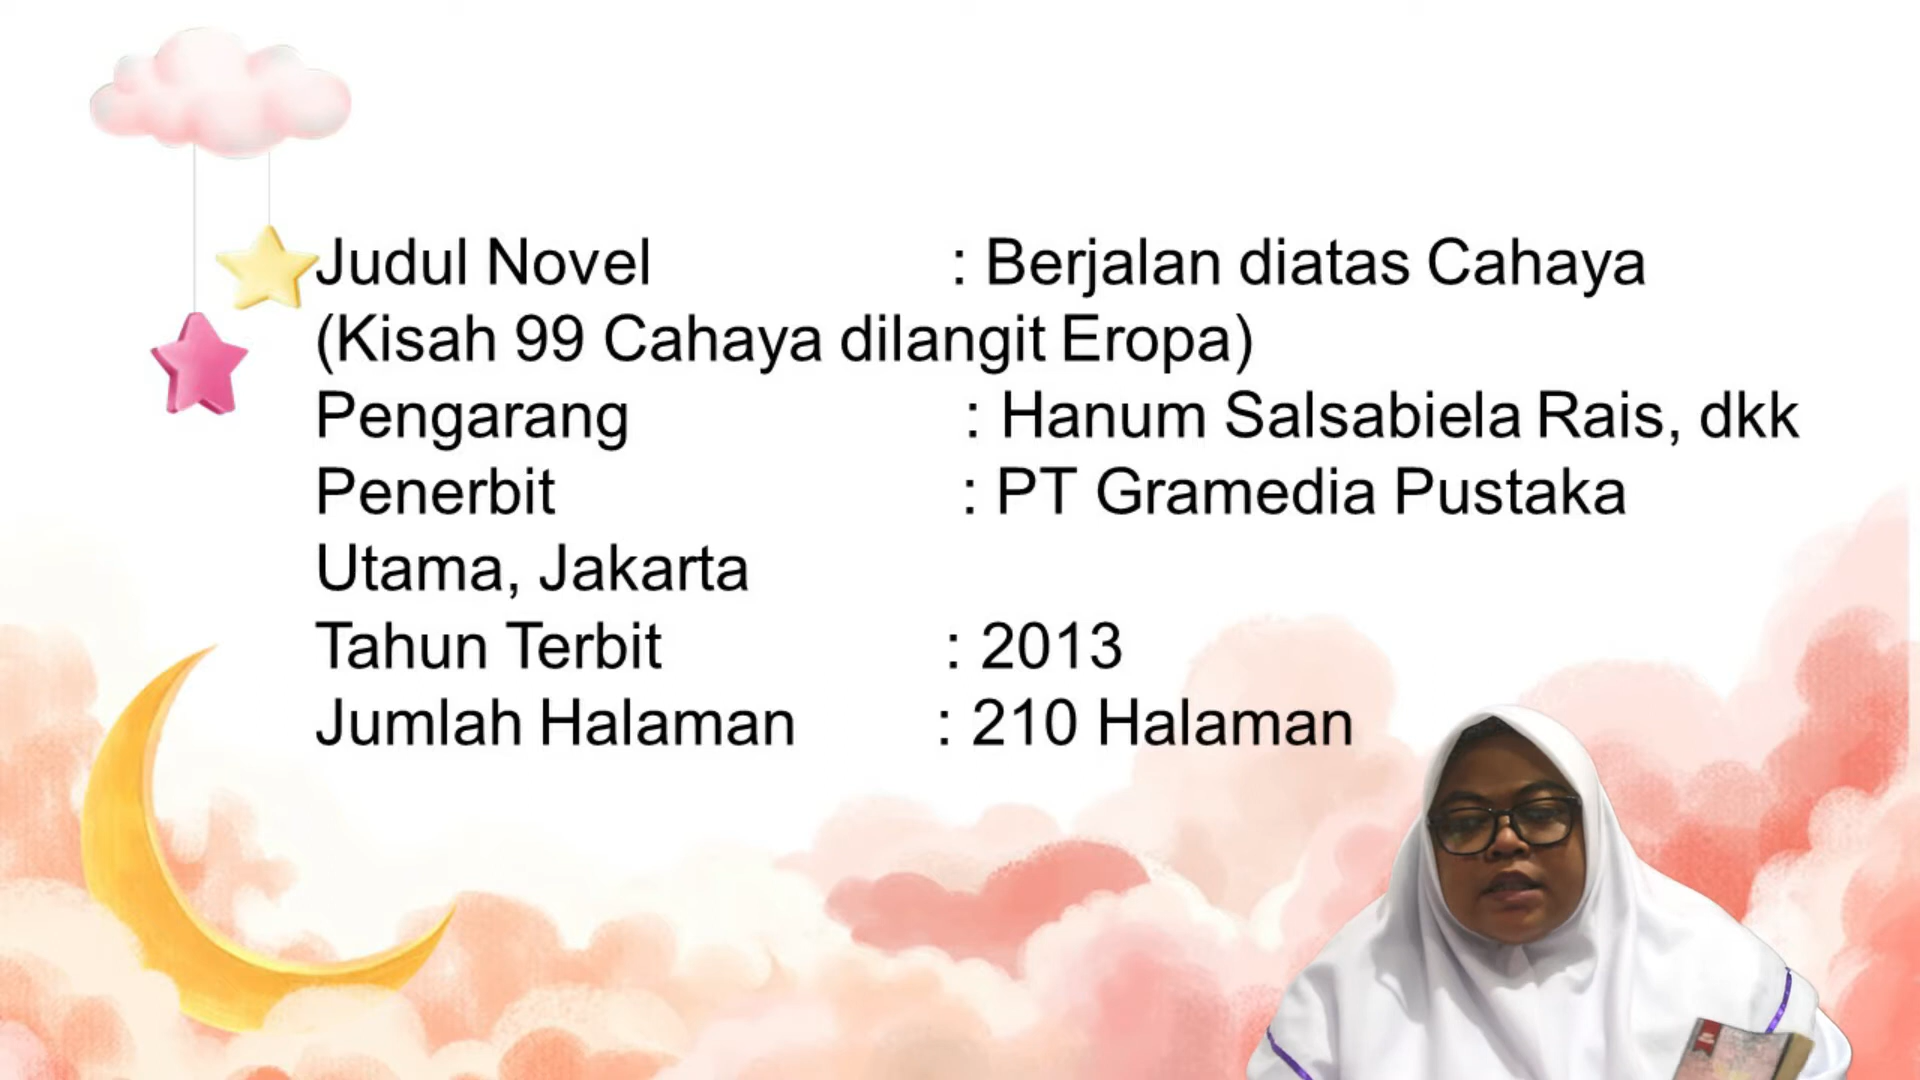 Judul Novel : Berjalan diatas Cahaya
(Kisah 99 Cahaya dilangit Eropa)
Pengarang : Hanum Salsabiela Rais, dkk
Penerbit : PT Gramedia Pustaka
Utama, Jakarta
Tahun Terbit : 2013
Jumlah Halaman : 210 Halaman